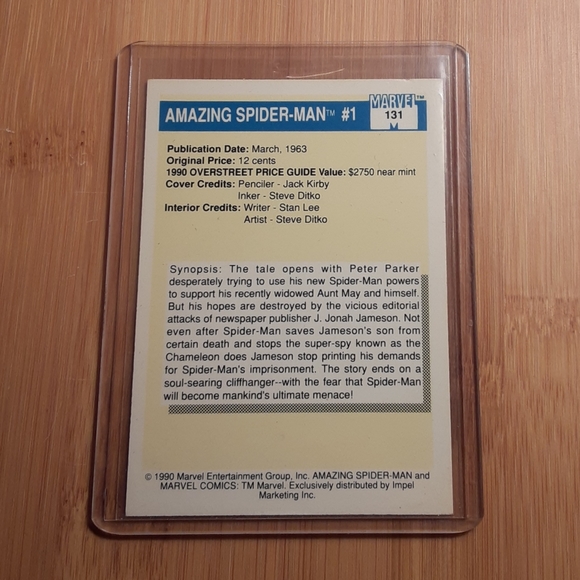 AMAZING SPIDER-MAN™ #1
MARVEL™
131
Publication Date: March, 1963
Original Price: 12 cents
1990 OVERSTREET PRICE GUIDE Value: $2750 near mint
Cover Credits: Penciler - Jack Kirby
Inker - Steve Ditko
Interior Credits: Writer - Stan Lee
Artist - Steve Ditko
Synopsis: The tale opens with Peter Parker
desperately trying to use his new Spider-Man powers
to support his recently widowed Aunt May and himself.
But his hopes are destroyed by the vicious editorial
attacks of newspaper publisher J. Jonah Jameson. Not
even after Spider-Man saves Jameson's son from
certain death and stops the super-spy known as the
Chameleon does Jameson stop printing his demands
for Spider-Man's imprisonment. The story ends on a
soul-searing cliffhanger--with the fear that Spider-Man
will become mankind's ultimate menace!
© 1990 Marvel Entertainment Group, Inc. AMAZING SPIDER-MAN and
MARVEL COMICS: TM Marvel. Exclusively distributed by Impel
Marketing Inc.